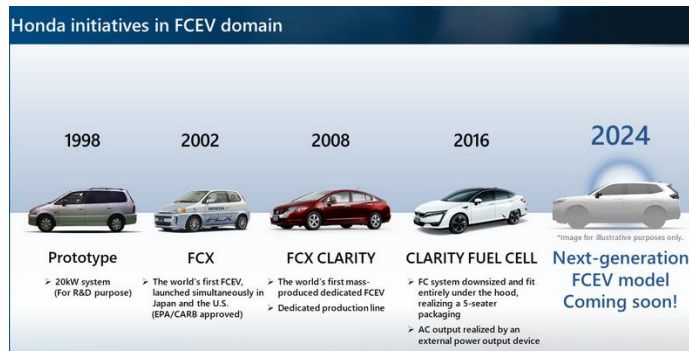 Honda initiatives in FCEV domain
1998
2002
2008
2016
2024
*Image for illustrative purposes only.
Prototype
➤ 20kW system
(For R&D purpose)
FCX
➤ The world's first FCEV,
launched simultaneously in
Japan and the U.S.
(EPA/CARB approved)
FCX CLARITY
➤ The world's first mass-
produced dedicated FCEV
➤ Dedicated production line
CLARITY FUEL CELL
➤ FC system downsized and fit
entirely under the hood,
realizing a 5-seater
packaging
➤ AC output realized by an
external power output device
Next-generation
FCEV model
Coming soon!